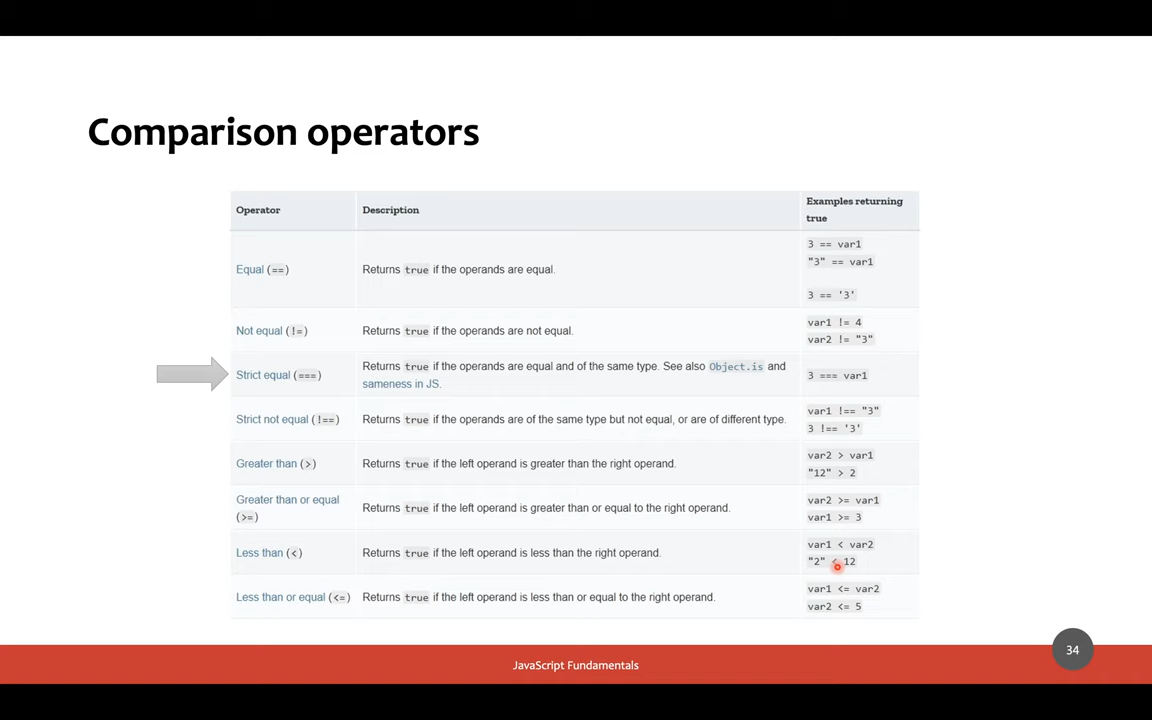 Comparison operators
Operator Description Examples returning
true
Equal (==) Returns true if the operands are equal. 3 == var1
"3" == var1
3 == '3'
Not equal (!=) Returns true if the operands are not equal. var1 != 4
var2 != "3"
Strict equal (===) Returns true if the operands are equal and of the same type. See also Object.is and
sameness in JS. 3 === var1
Strict not equal (!==) Returns true if the operands are of the same type but not equal, or are of different type. var1 !== "3"
3 !== '3'
Greater than (>) Returns true if the left operand is greater than the right operand. var2 > var1
"12" > 2
Greater than or equal
(>=) Returns true if the left operand is greater than or equal to the right operand. var2 >= var1
var1 >= 3
Less than (<) Returns true if the left operand is less than the right operand. var1 < var2
"2" < 12
Less than or equal (<=) Returns true if the left operand is less than or equal to the right operand. var1 <= var2
var2 <= 5
34
JavaScript Fundamentals